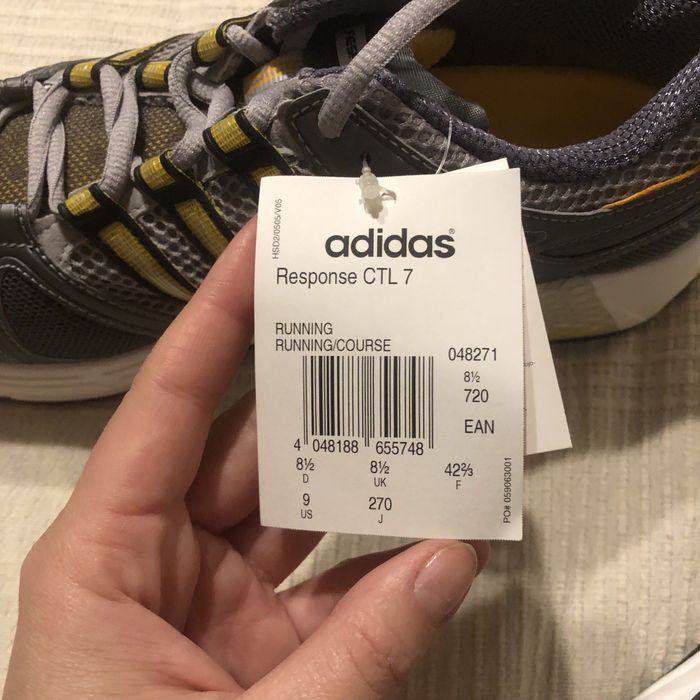 res
HSD2/0505/V05
adidas®
Response CTL 7
RUNNING
RUNNING/COURSE
048271
8½
720
EAN
4 048188 655748
8½ 8½ 42⅔
D UK F
9 270
US J
PO# 059063001